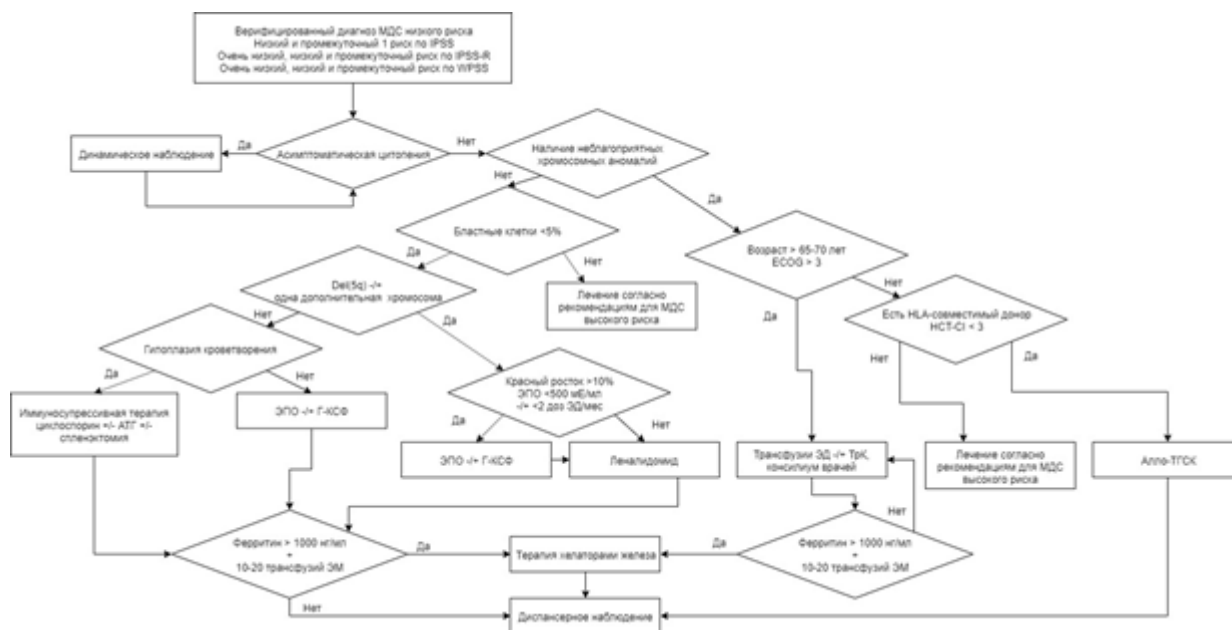 Верифицированный диагноз МДС низкого риска
Низкий и промежуточный 1 риск по IPSS
Очень низкий, низкий и промежуточный риск по IPSS-R
Очень низкий, низкий и промежуточный риск по WPSS
Динамическое наблюдение
Да
Асимптоматическая цитопения
Нет
Наличие неблагоприятных
хромосомных аномалий
Нет
Да
Бластные клетки <5%
Да
Нет
Возраст > 65-70 лет
ECOG > 3
Нет
Да
Del(5q) -/+
одна дополнительная хромосома
Лечение согласно
рекомендациям для МДС
высокого риска
Есть HLA-совместимый донор
HCT-CI < 3
Нет
Да
Нет
Да
Гипоплазия кроветворения
Да
Нет
Красный росток >10%
ЭПО <500 мЕ/мл
-/+ <2 доз ЭД/мес
Да
Нет
Иммуносупрессивная терапия
циклоспорин +/- АТГ +/-
спленэктомия
ЭПО -/+ Г-КСФ
ЭПО -/+ Г-КСФ
Леналидомид
Трансфузии ЭД -/+ ТрК,
консилиум врачей
Лечение согласно
рекомендациям для МДС
высокого риска
Алло-ТГСК
Нет
Ферритин > 1000 нг/мл
+
10-20 трансфузий ЭМ
Да
Терапия хелаторами железа
Да
Ферритин > 1000 нг/мл
+
10-20 трансфузий ЭМ
Нет
Диспансерное наблюдение